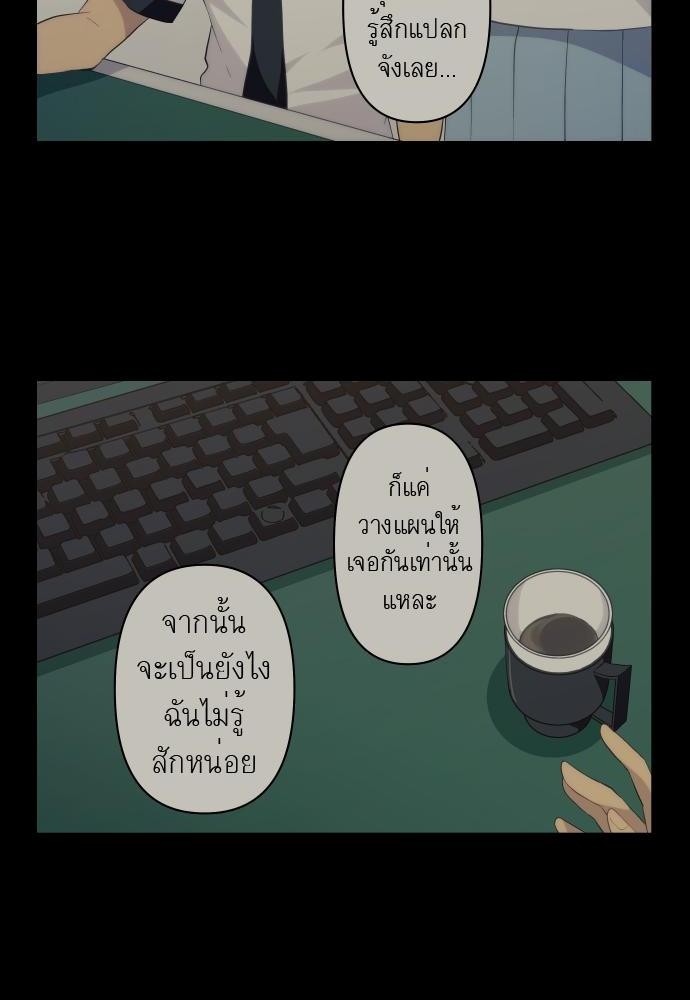 รู้สึกแปลก
จังเลย...
ก็แค่
วางแผนให้
เจอกันเท่านั้น
แหละ
จากนั้น
จะเป็นยังไง
ฉันไม่รู้
สักหน่อย